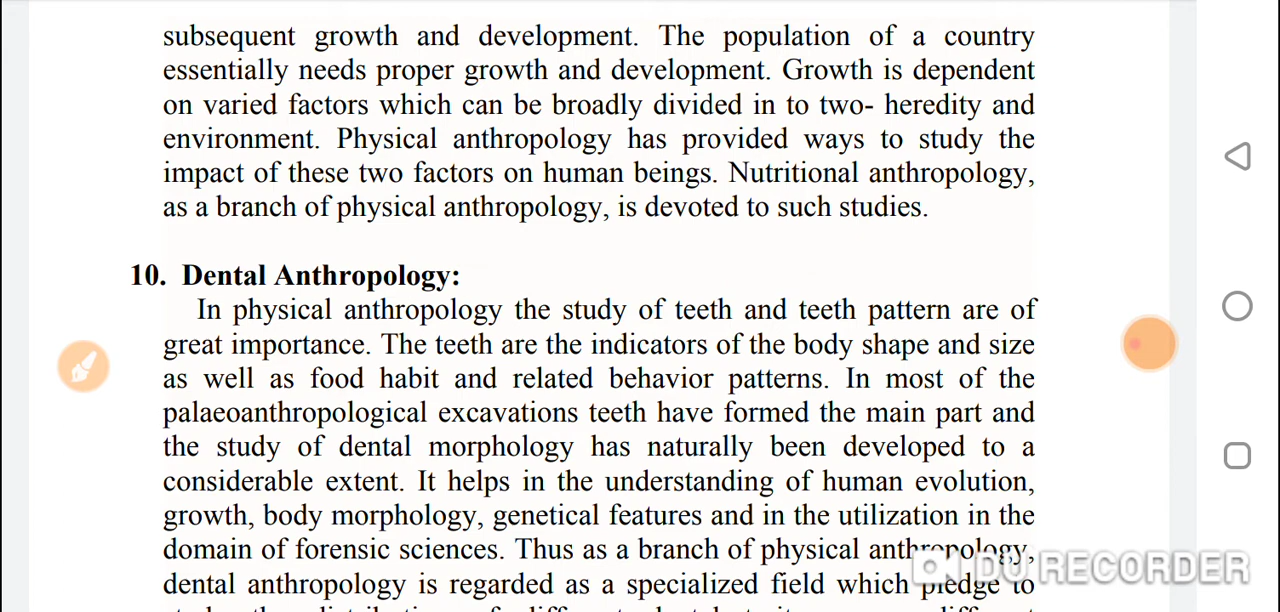 subsequent growth and development. The population of a country
essentially needs proper growth and development. Growth is dependent
on varied factors which can be broadly divided in to two- heredity and
environment. Physical anthropology has provided ways to study the
impact of these two factors on human beings. Nutritional anthropology,
as a branch of physical anthropology, is devoted to such studies.
10. Dental Anthropology:
In physical anthropology the study of teeth and teeth pattern are of
great importance. The teeth are the indicators of the body shape and size
as well as food habit and related behavior patterns. In most of the
palaeoanthropological excavations teeth have formed the main part and
the study of dental morphology has naturally been developed to a
considerable extent. It helps in the understanding of human evolution,
growth, body morphology, genetical features and in the utilization in the
domain of forensic sciences. Thus as a branch of physical anthropology,
DU RECORDER
dental anthropology is regarded as a specialized field which pledge to